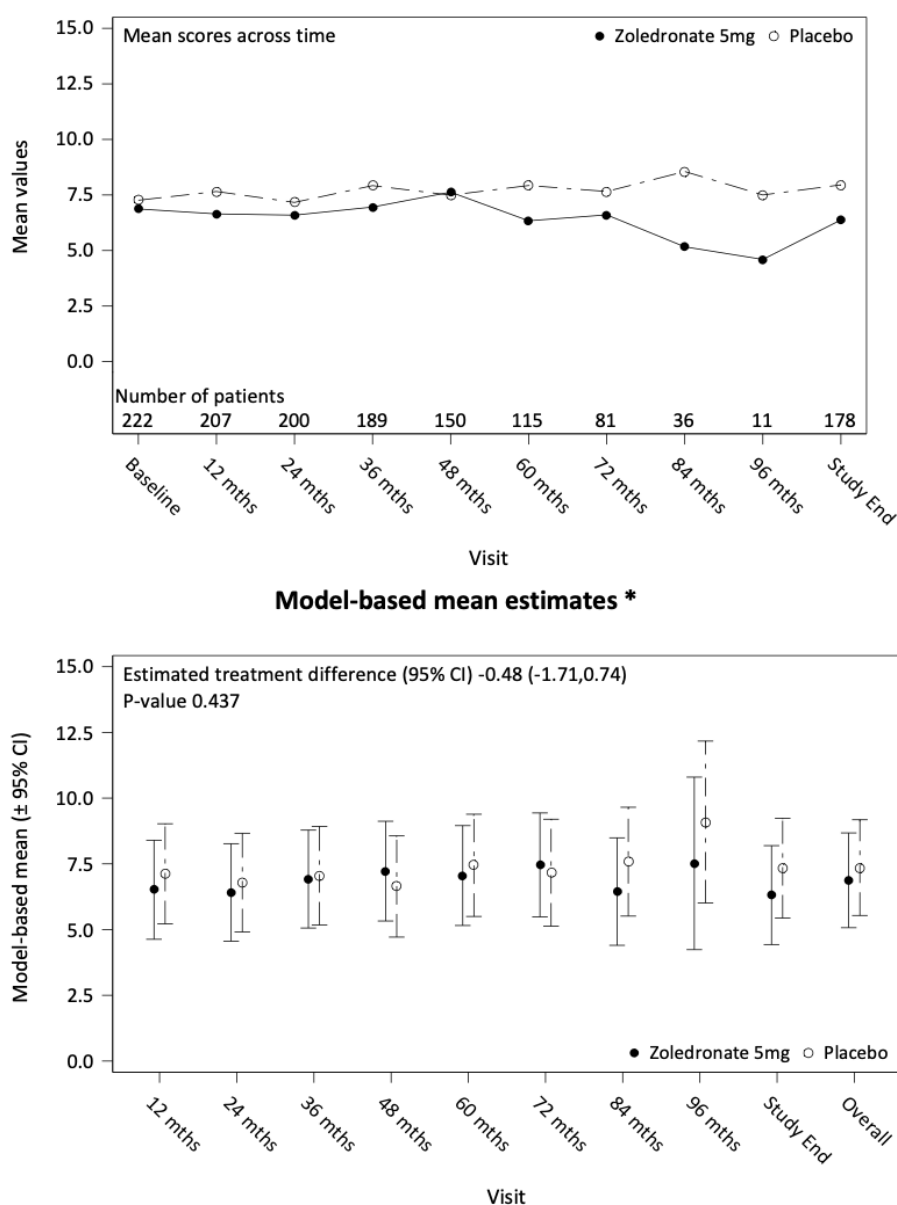 Mean scores across time
Zoledronate 5mg Placebo
15.0
12.5
10.0
7.5
5.0
2.5
0.0
Mean values
Number of patients
222 207 200 189 150 115 81 36 11 178
Baseline 12 mths 24 mths 36 mths 48 mths 60 mths 72 mths 84 mths 96 mths Study End
Visit
Model-based mean estimates *
Estimated treatment difference (95% CI) -0.48 (-1.71,0.74)
P-value 0.437
15.0
12.5
10.0
7.5
5.0
2.5
0.0
Model-based mean (± 95% CI)
Zoledronate 5mg Placebo
12 mths 24 mths 36 mths 48 mths 60 mths 72 mths 84 mths 96 mths Study End Overall
Visit